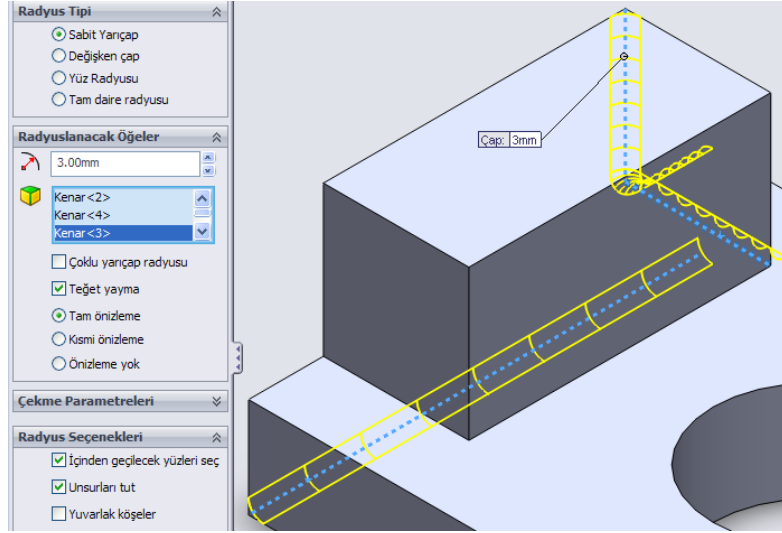 Radyus Tipi
Sabit Yarıçap
Değişken çap
Yüz Radyusu
Tam daire radyusu
Radyuslanacak Öğeler
3.00mm
Kenar<2>
Kenar<4>
Kenar<3>
Çoklu yarıçap radyusu
Teğet yayma
Tam önizleme
Kısmi önizleme
Önizleme yok
Çekme Parametreleri
Radyus Seçenekleri
İçinden geçilecek yüzleri seç
Unsurları tut
Yuvarlak köşeler
Çap: 3mm